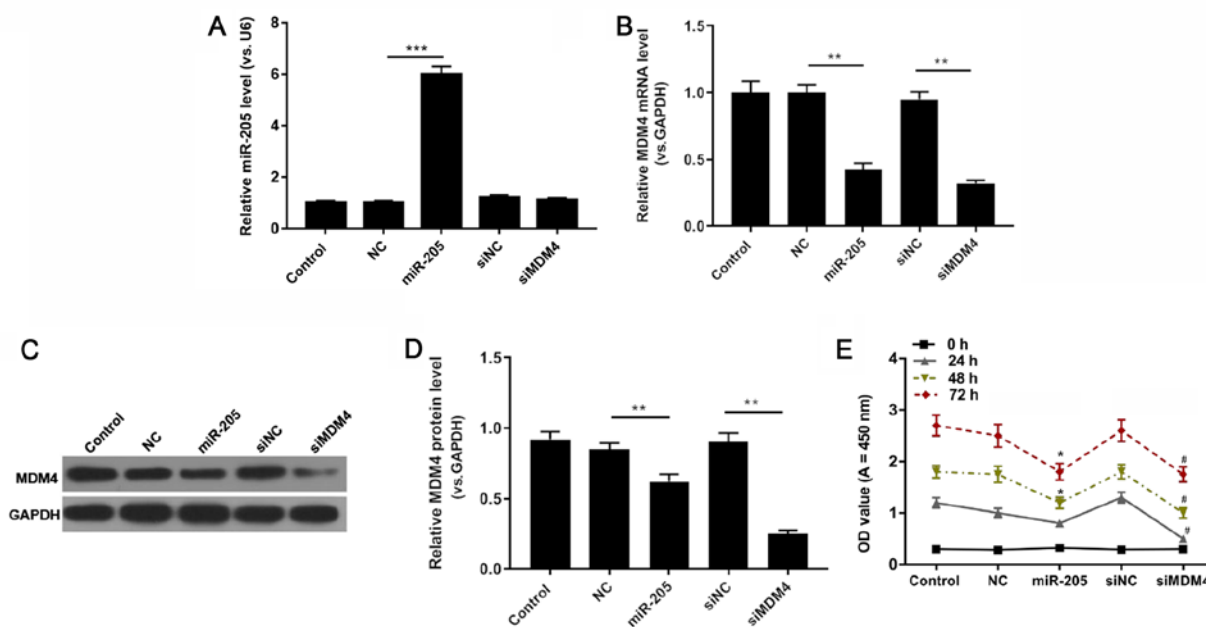 A
Relative miR-205 level (vs. U6)
8
6
4
2
0
***
Control
NC
miR-205
siNC
siMDM4
B
Relative MDM4 mRNA level
(vs.GAPDH)
1.5
1.0
0.5
0.0
**
**
Control
NC
miR-205
siNC
siMDM4
C
Control
NC
miR-205
siNC
siMDM4
MDM4
GAPDH
D
Relative MDM4 protein level
(vs.GAPDH)
1.5
1.0
0.5
0.0
**
**
Control
NC
miR-205
siNC
siMDM4
E
0 h
24 h
48 h
72 h
OD value (A = 450 nm)
4
3
2
1
0
*
*
#
#
#
Control
NC
miR-205
siNC
siMDM4